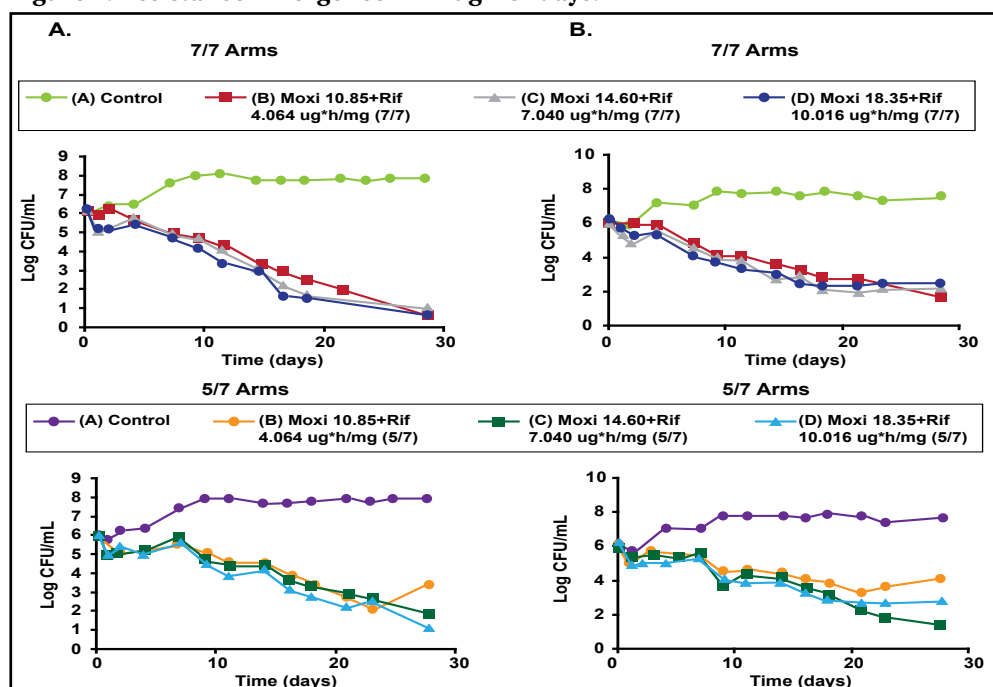 A.
B.
7/7 Arms
7/7 Arms
(A) Control
(B) Moxi 10.85+Rif
4.064 ug*h/mg (7/7)
(C) Moxi 14.60+Rif
7.040 ug*h/mg (7/7)
(D) Moxi 18.35+Rif
10.016 ug*h/mg (7/7)
Log CFU/mL
9
8
7
6
5
4
3
2
1
0
0 10 20 30
Time (days)
Log CFU/mL
10
8
6
4
2
0
0 10 20 30
Time (days)
5/7 Arms
5/7 Arms
(A) Control
(B) Moxi 10.85+Rif
4.064 ug*h/mg (5/7)
(C) Moxi 14.60+Rif
7.040 ug*h/mg (5/7)
(D) Moxi 18.35+Rif
10.016 ug*h/mg (5/7)
Log CFU/mL
9
8
7
6
5
4
3
2
1
0 10 20 30
Time (days)
Log CFU/mL
10
8
6
4
2
0
0 10 20 30
Time (days)